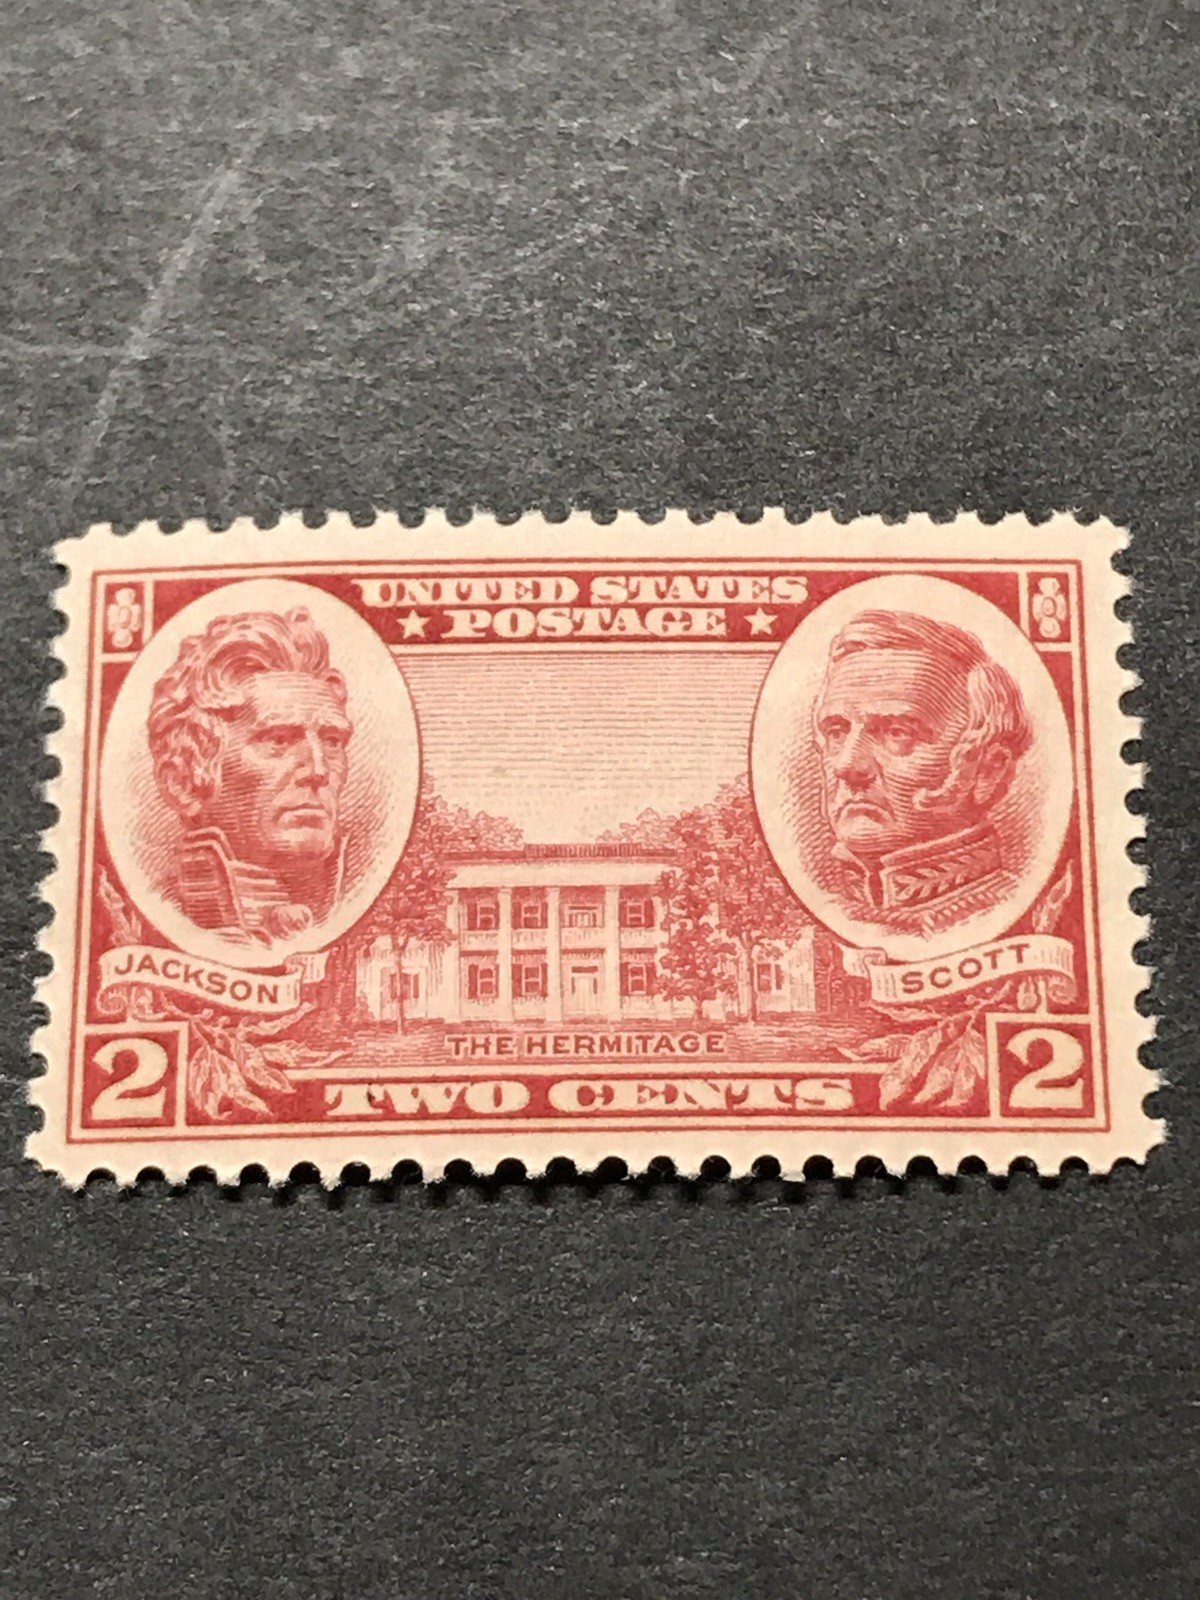 UNITED STATES
POSTAGE
JACKSON
SCOTT
THE HERMITAGE
2
TWO CENTS
2